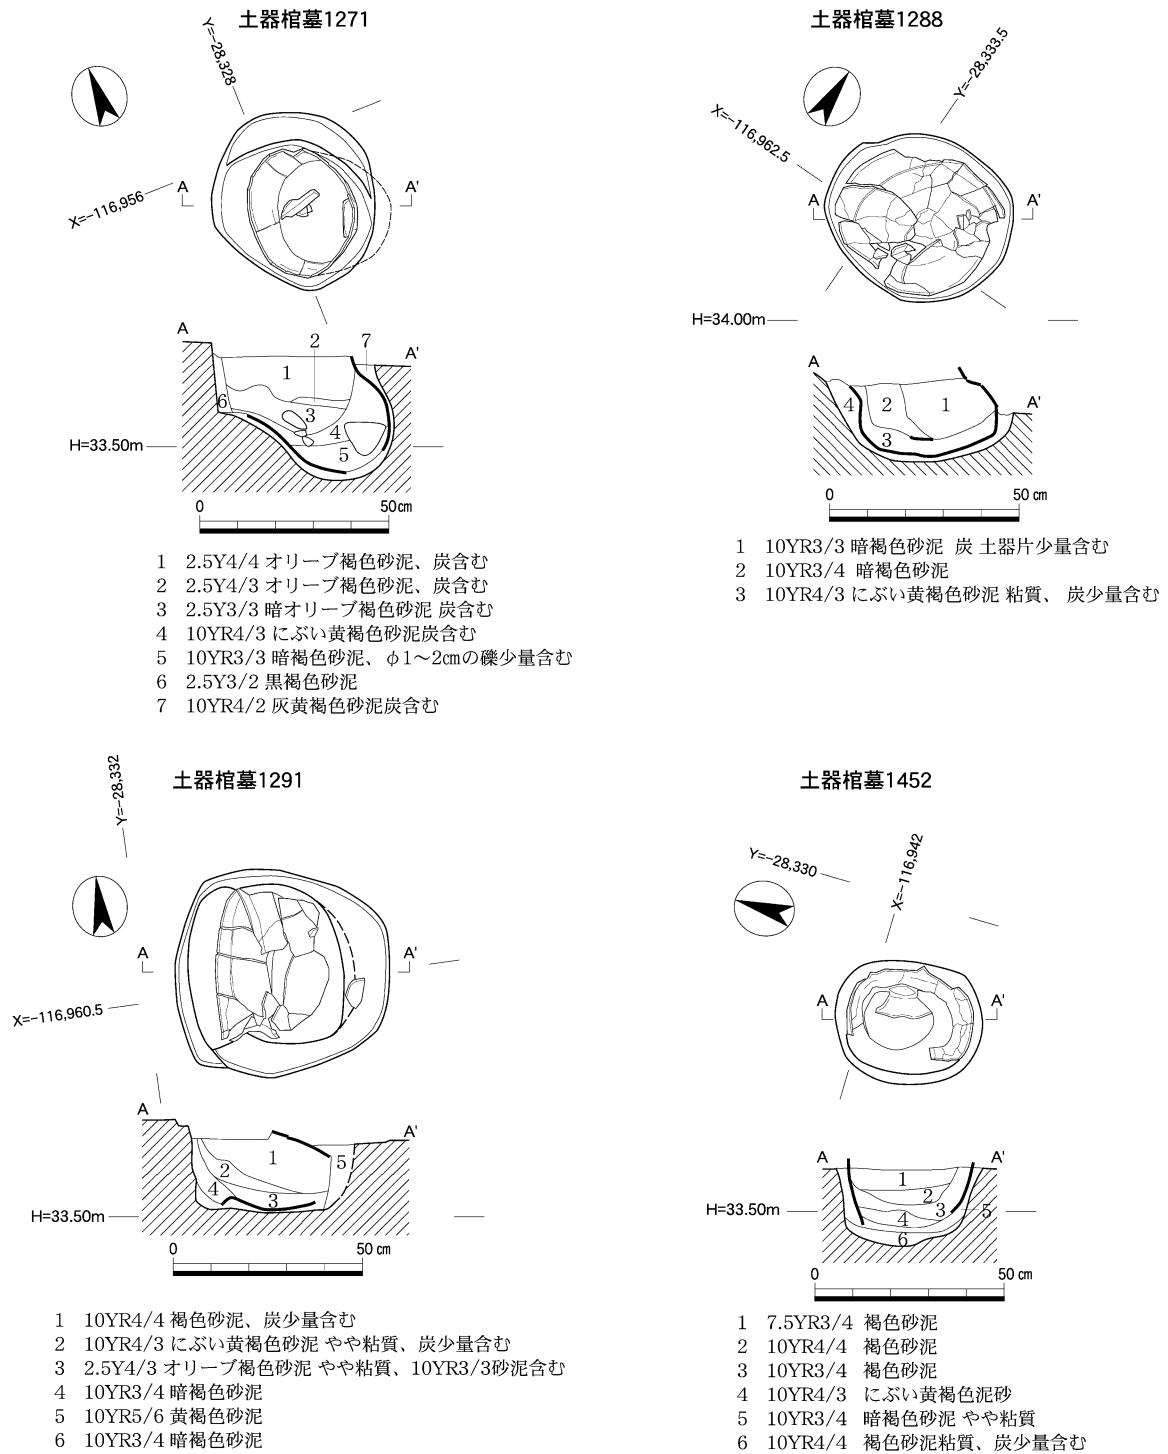 土器棺墓1271
Y=-28,328
X=-116,956
A
A'
A
A'
1
2
3
4
5
6
7
H=33.50m
0
50cm
1 2.5Y4/4 オリーブ褐色砂泥、炭含む
2 2.5Y4/3 オリーブ褐色砂泥、炭含む
3 2.5Y3/3 暗オリーブ褐色砂泥 炭含む
4 10YR4/3 にぶい黄褐色砂泥炭含む
5 10YR3/3 暗褐色砂泥、φ1〜2cmの礫少量含む
6 2.5Y3/2 黒褐色砂泥
7 10YR4/2 灰黄褐色砂泥炭含む
土器棺墓1288
Y=-28,333.5
X=-116,962.5
A
A'
H=34.00m
A
A'
4
2
1
3
0
50 cm
1 10YR3/3 暗褐色砂泥 炭 土器片少量含む
2 10YR3/4 暗褐色砂泥
3 10YR4/3 にぶい黄褐色砂泥 粘質、 炭少量含む
土器棺墓1291
Y=-28,332
A
A'
X=-116,960.5
A
A'
1
2
3
4
5
H=33.50m
0
50 cm
1 10YR4/4 褐色砂泥、炭少量含む
2 10YR4/3 にぶい黄褐色砂泥 やや粘質、炭少量含む
3 2.5Y4/3 オリーブ褐色砂泥 やや粘質、10YR3/3砂泥含む
4 10YR3/4 暗褐色砂泥
5 10YR5/6 黄褐色砂泥
6 10YR3/4 暗褐色砂泥
土器棺墓1452
Y=-28,330
X=-116,942
A
A'
A
A'
1
2
3
4
5
6
H=33.50m
0
50 cm
1 7.5YR3/4 褐色砂泥
2 10YR4/4 褐色砂泥
3 10YR3/4 褐色砂泥
4 10YR4/3 にぶい黄褐色泥砂
5 10YR3/4 暗褐色砂泥 やや粘質
6 10YR4/4 褐色砂泥粘質、炭少量含む